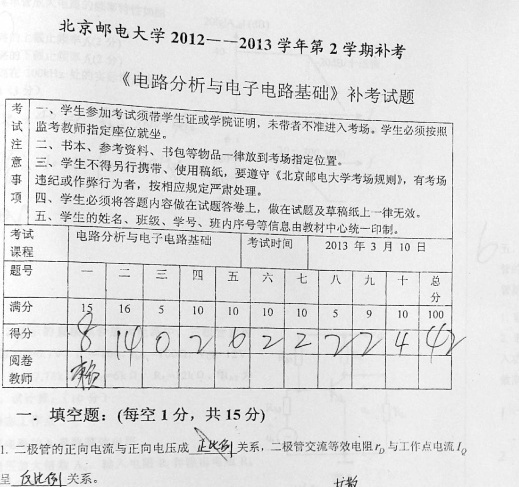 北京邮电大学 2012——2013 学年第 2 学期补考
《电路分析与电子电路基础》补考试题
考试注意事项
一、学生参加考试须带学生证或学院证明，未带者不准进入考场。学生必须按照
监考教师指定座位就坐。
二、书本、参考资料、书包等物品一律放到考场指定位置。
三、学生不得另行携带、使用稿纸，要遵守《北京邮电大学考场规则》，有考场
违纪或作弊行为者，按相应规定严肃处理。
四、学生必须将答题内容做在试题答卷上，做在试题及草稿纸上一律无效。
五、学生的姓名、班级、学号、班内序号等信息由教材中心统一印制。
考试课程 电路分析与电子电路基础 考试时间 2013 年 3 月 10 日
题号 一 二 三 四 五 六 七 八 九 十 总分
满分 15 16 5 10 10 10 10 5 9 10 100
得分 8 14 0 2 6 2 2 2 2 4 42
阅卷教师
一．填空题：(每空 1 分，共 15 分)
1. 二极管的正向电流与正向电压成 正比例 关系，二极管交流等效电阻 r_D 与工作点电流 I_Q
呈 反比例 关系。